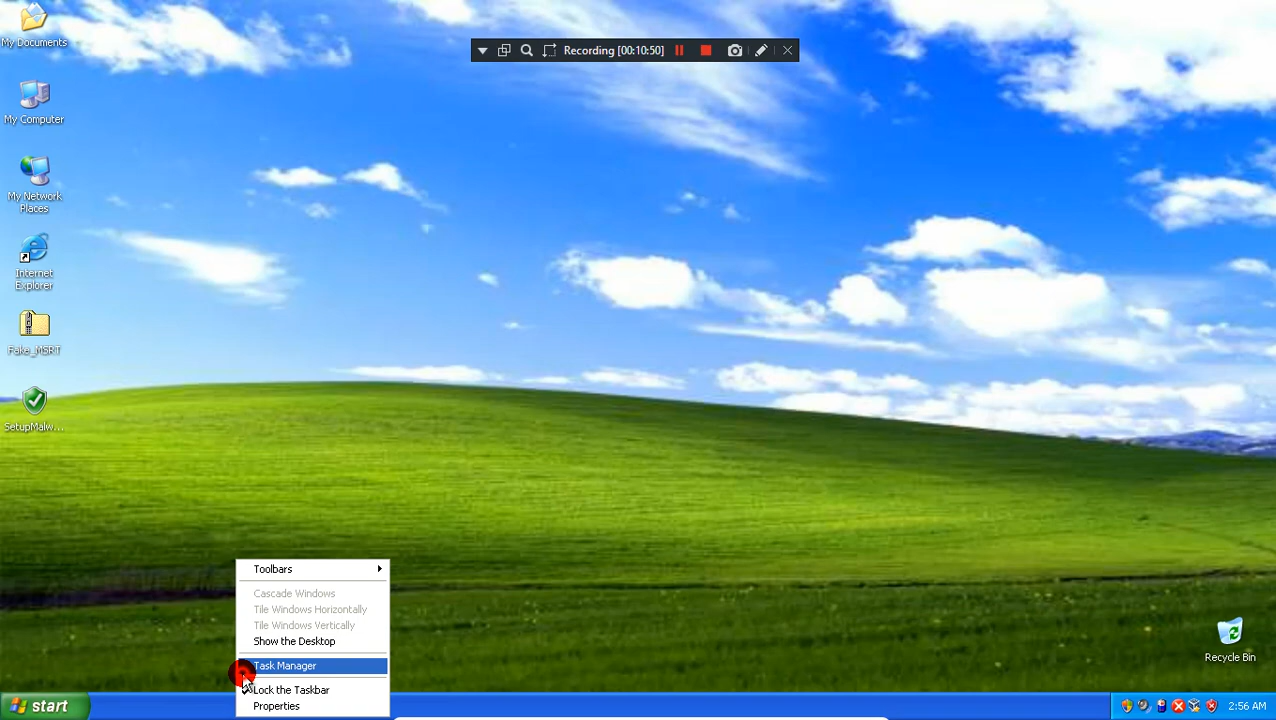 My Documents
Recording [00:10:50]
My Computer
My Network
Places
Internet
Explorer
Fake_MSRT
SetupMalw...
Toolbars
Cascade Windows
Tile Windows Horizontally
Tile Windows Vertically
Show the Desktop
Task Manager
Lock the Taskbar
Properties
Recycle Bin
start
2:56 AM